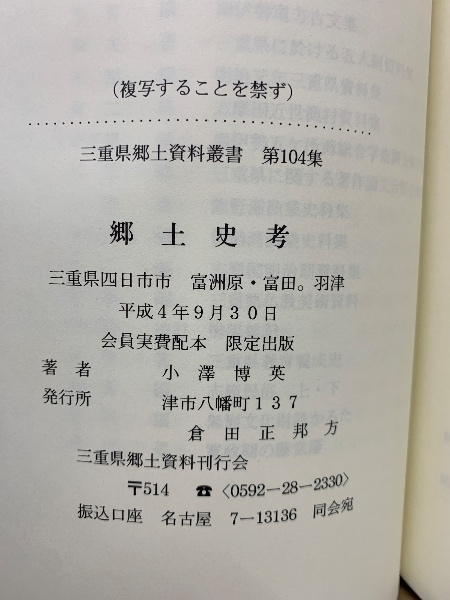 (複写することを禁ず)
三重県郷土資料叢書 第104集
郷土史考
三重県四日市市 富洲原・富田。羽津
平成4年9月30日
会員実費配本 限定出版
著者 小澤博英
発行所 津市八幡町137
倉田正邦方
三重県郷土資料刊行会
〒514 ☎〈0592-28-2330〉
振込口座 名古屋 7-13136 同会宛